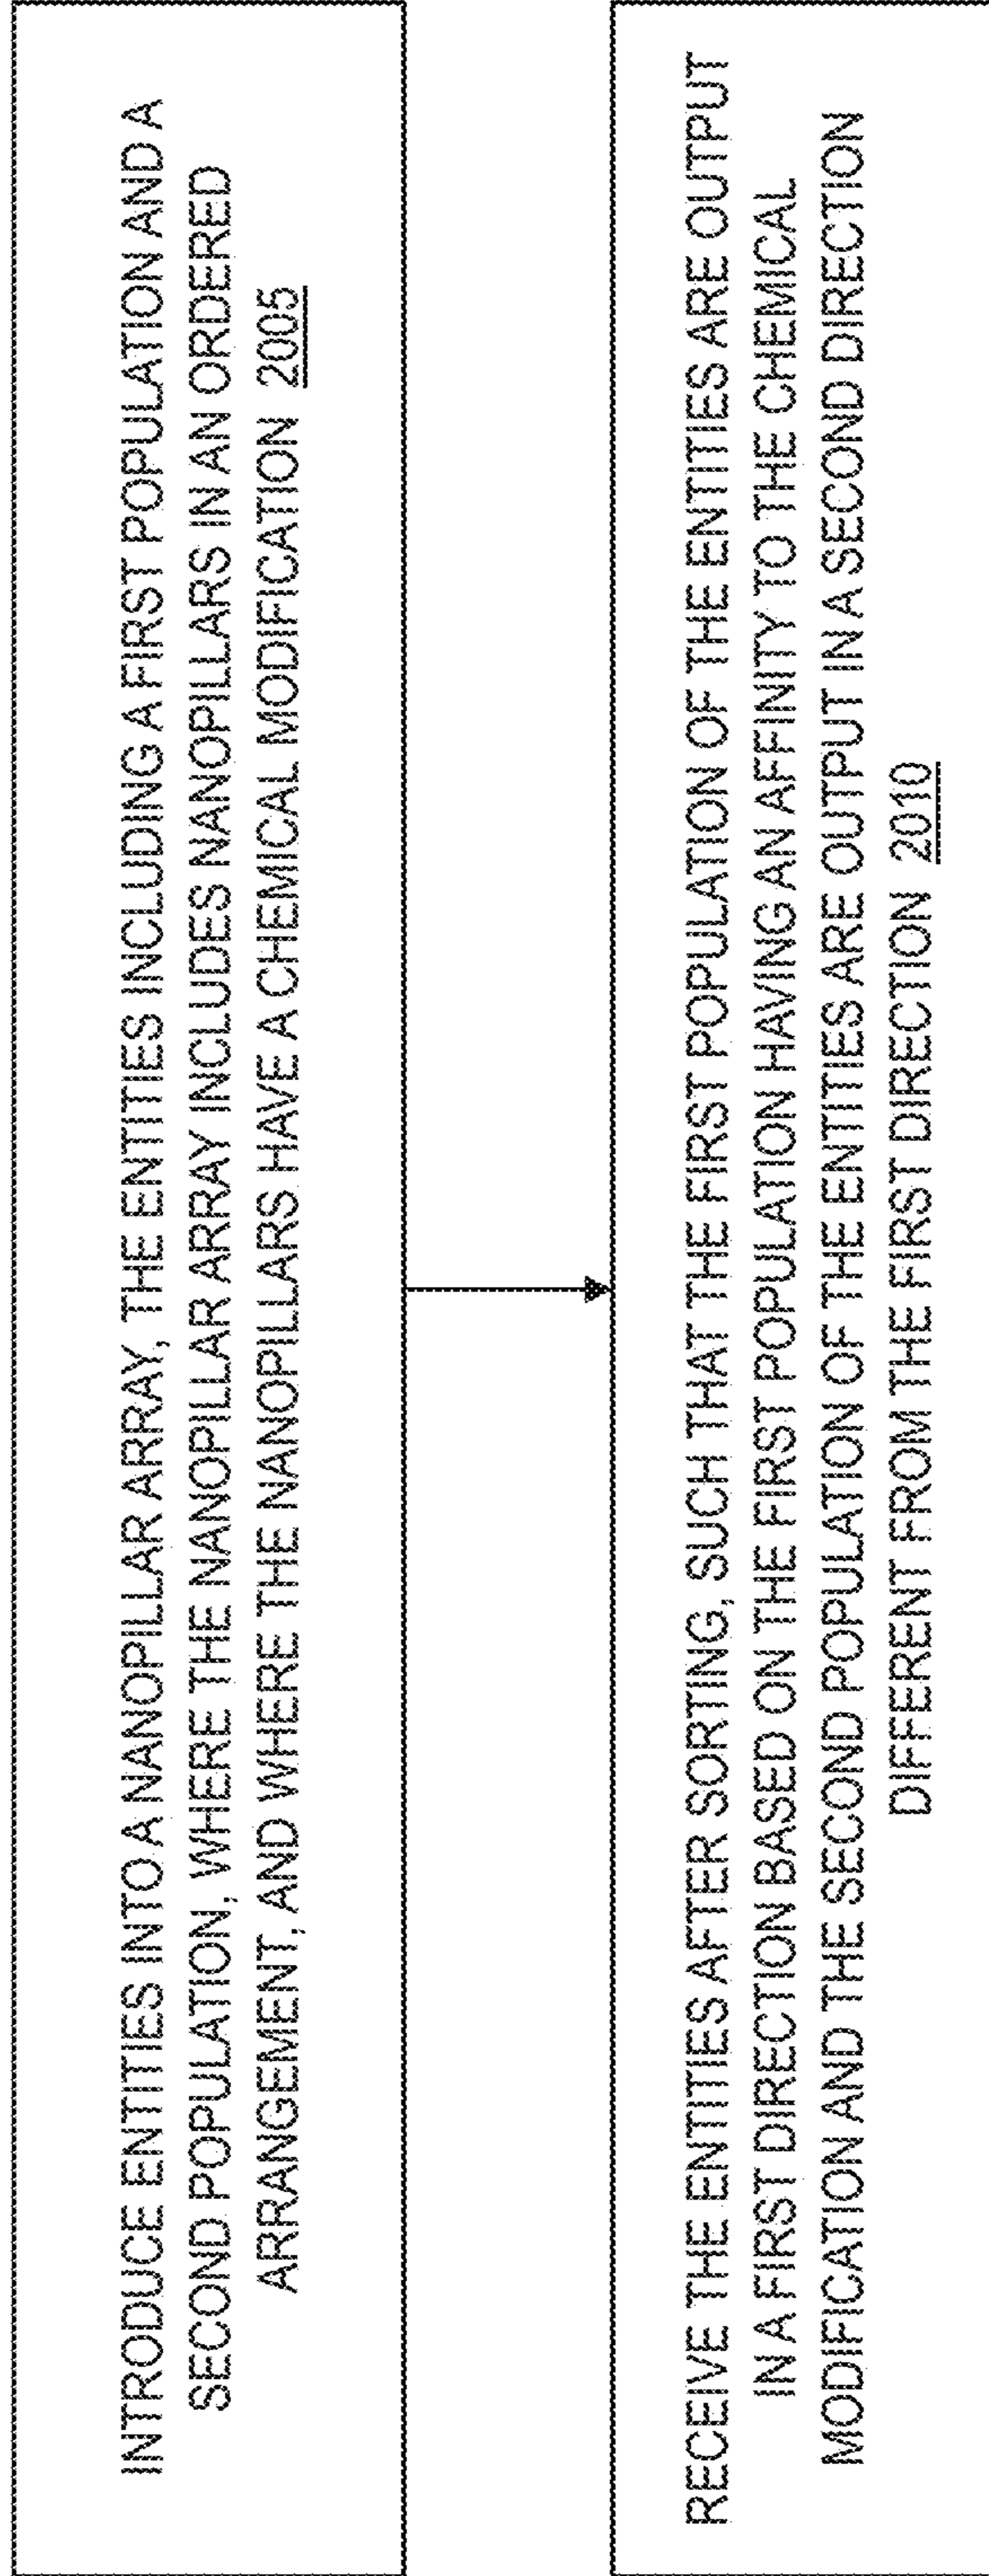 INTRODUCE ENTITIES INTO A NANOPILLAR ARRAY, THE ENTITIES INCLUDING A FIRST POPULATION AND A
SECOND POPULATION, WHERE THE NANOPILLAR ARRAY INCLUDES NANOPILLARS IN AN ORDERED
ARRANGEMENT, AND WHERE THE NANOPILLARS HAVE A CHEMICAL MODIFICATION 2005
RECEIVE THE ENTITIES AFTER SORTING, SUCH THAT THE FIRST POPULATION OF THE ENTITIES ARE OUTPUT
IN A FIRST DIRECTION BASED ON THE FIRST POPULATION HAVING AN AFFINITY TO THE CHEMICAL
MODIFICATION AND THE SECOND POPULATION OF THE ENTITIES ARE OUTPUT IN A SECOND DIRECTION
DIFFERENT FROM THE FIRST DIRECTION 2010